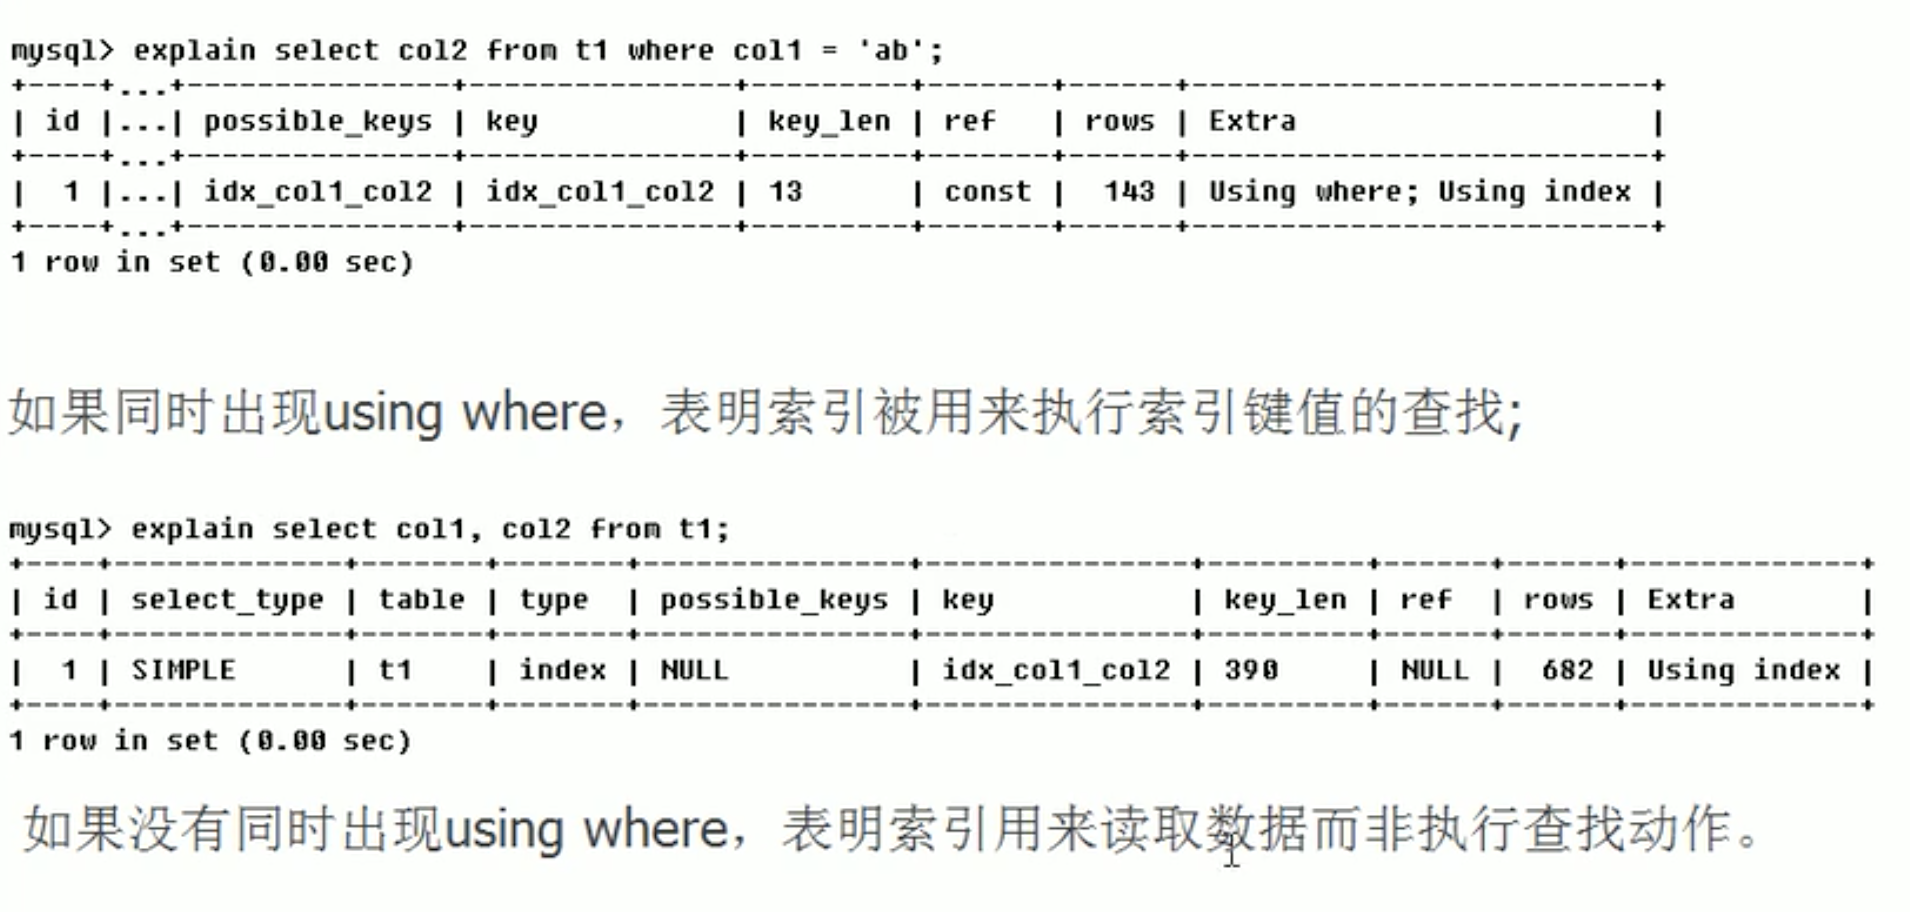 mysql> explain select col2 from t1 where col1 = 'ab';
+----+...+---------------+---------------+---------+-------+------+--------------------------+
| id |...| possible_keys | key           | key_len | ref   | rows | Extra                    |
+----+...+---------------+---------------+---------+-------+------+--------------------------+
|  1 |...| idx_col1_col2 | idx_col1_col2 | 13      | const |  143 | Using where; Using index |
+----+...+---------------+---------------+---------+-------+------+--------------------------+
1 row in set (0.00 sec)
如果同时出现using where，表明索引被用来执行索引键值的查找;
mysql> explain select col1, col2 from t1;
+----+-------------+-------+-------+---------------+---------------+---------+------+------+-------------+
| id | select_type | table | type  | possible_keys | key           | key_len | ref  | rows | Extra       |
+----+-------------+-------+-------+---------------+---------------+---------+------+------+-------------+
|  1 | SIMPLE      | t1    | index | NULL          | idx_col1_col2 | 390     | NULL |  682 | Using index |
+----+-------------+-------+-------+---------------+---------------+---------+------+------+-------------+
1 row in set (0.00 sec)
如果没有同时出现using where，表明索引用来读取数据而非执行查找动作。